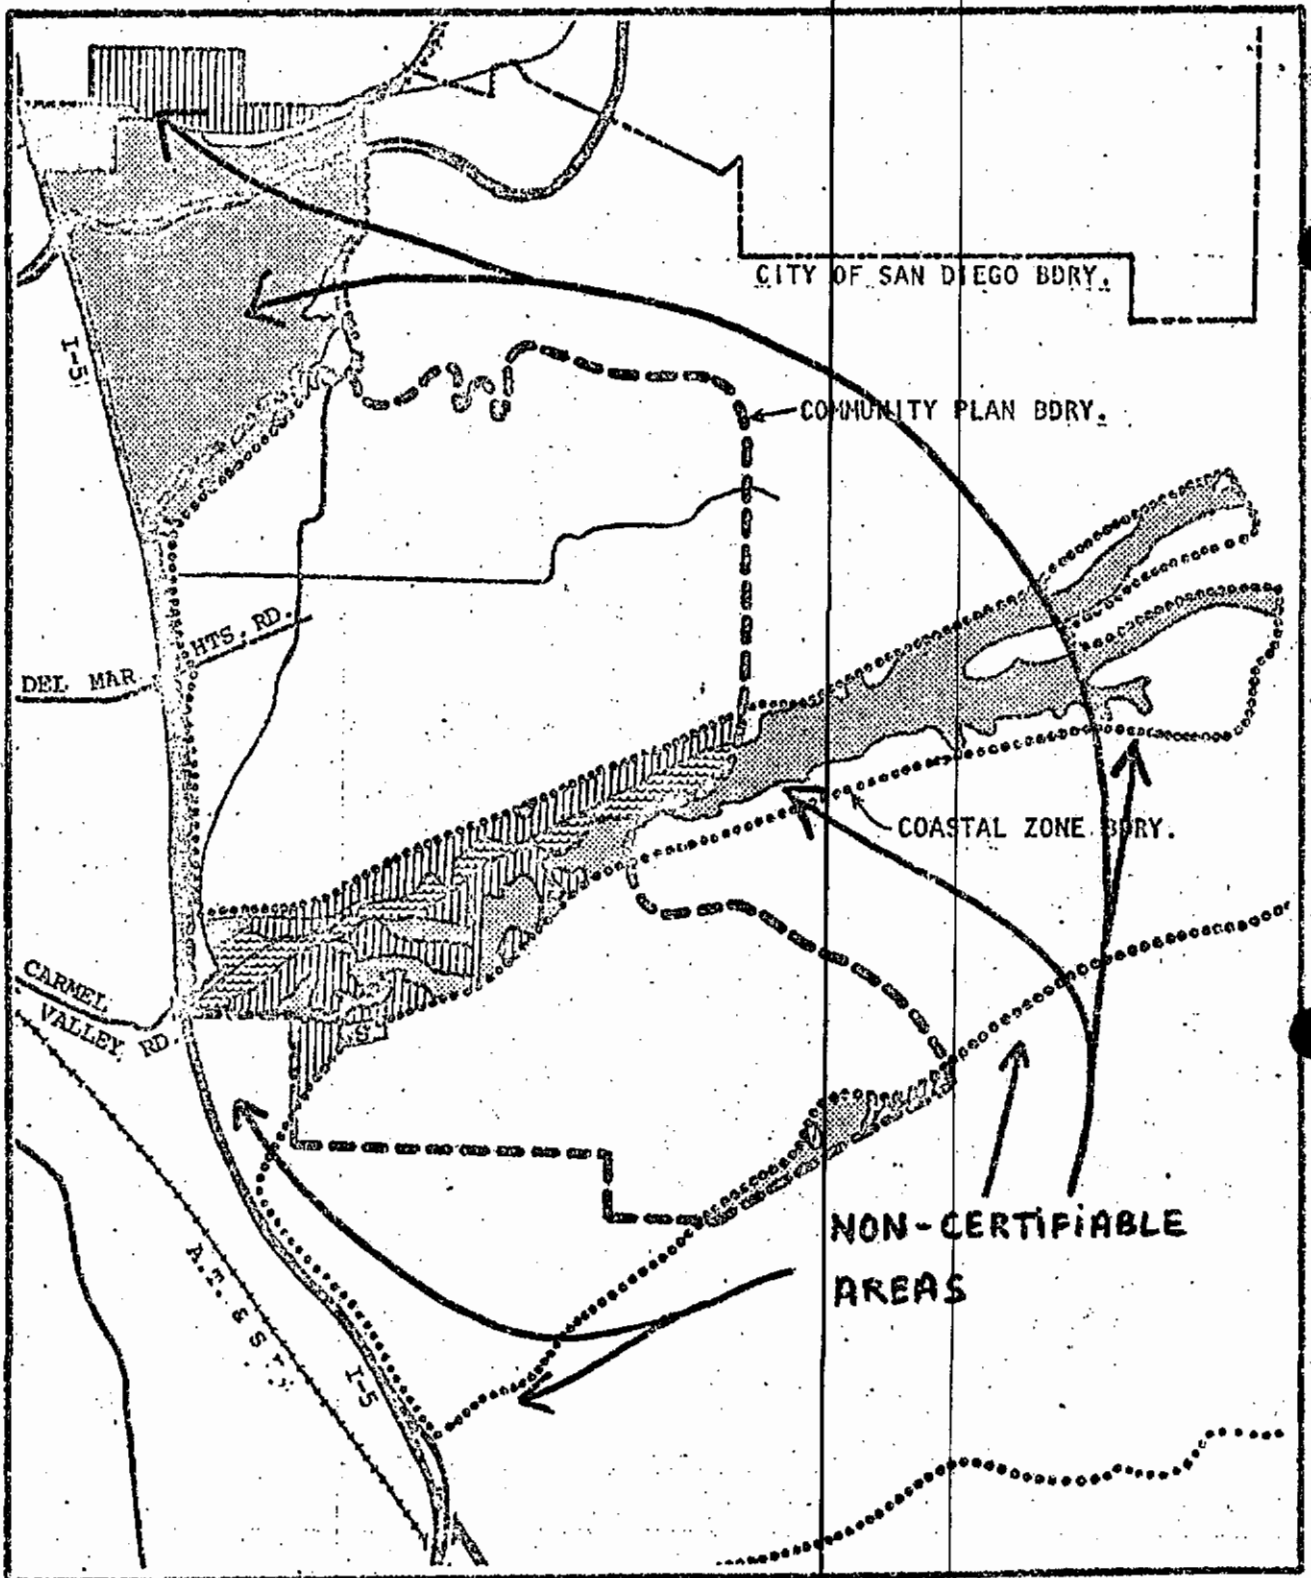 CITY OF SAN DIEGO BDRY.
I-5
COMMUNITY PLAN BDRY.
HTS. RD.
DEL MAR
COASTAL ZONE BDRY.
CARMEL
VALLEY RD.
S
NON-CERTIFIABLE
AREAS
A.T. & S
I-5